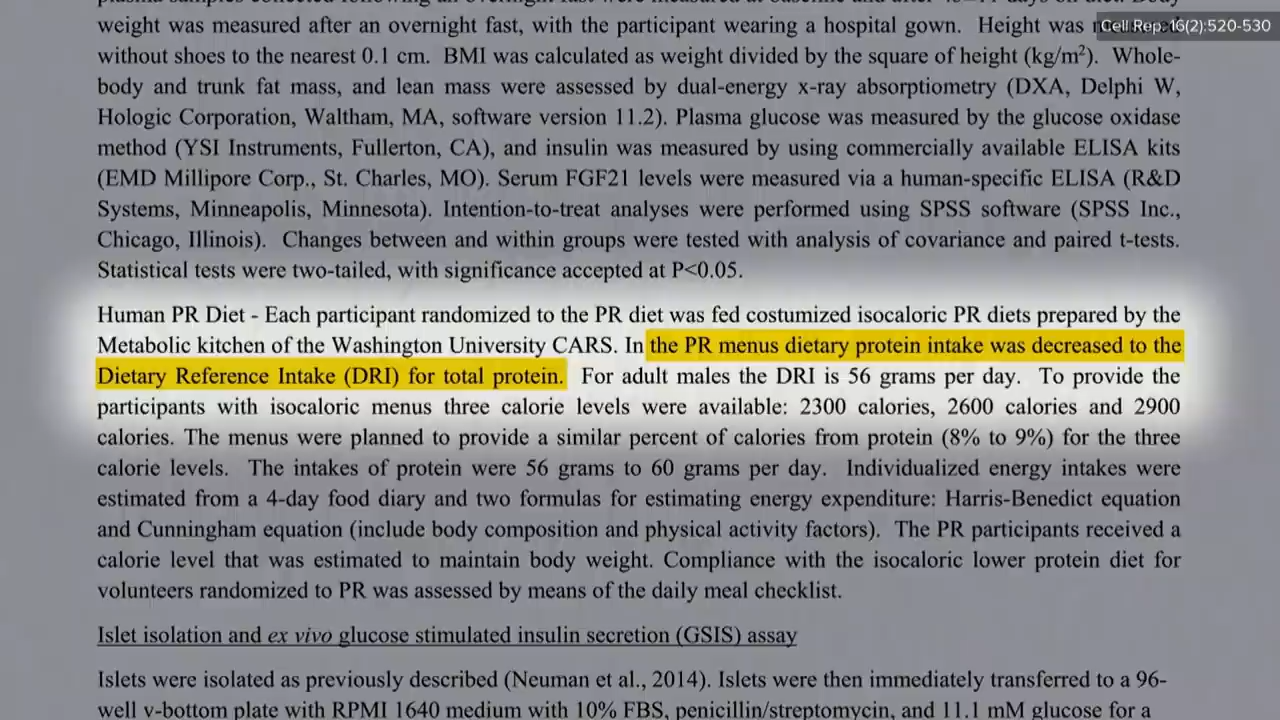 Cell Rep. 16(2):520-530
weight was measured after an overnight fast, with the participant wearing a hospital gown. Height was
without shoes to the nearest 0.1 cm. BMI was calculated as weight divided by the square of height (kg/m²). Whole-
body and trunk fat mass, and lean mass were assessed by dual-energy x-ray absorptiometry (DXA, Delphi W,
Hologic Corporation, Waltham, MA, software version 11.2). Plasma glucose was measured by the glucose oxidase
method (YSI Instruments, Fullerton, CA), and insulin was measured by using commercially available ELISA kits
(EMD Millipore Corp., St. Charles, MO). Serum FGF21 levels were measured via a human-specific ELISA (R&D
Systems, Minneapolis, Minnesota). Intention-to-treat analyses were performed using SPSS software (SPSS Inc.,
Chicago, Illinois). Changes between and within groups were tested with analysis of covariance and paired t-tests.
Statistical tests were two-tailed, with significance accepted at P<0.05.
Human PR Diet - Each participant randomized to the PR diet was fed costumized isocaloric PR diets prepared by the
Metabolic kitchen of the Washington University CARS. In the PR menus dietary protein intake was decreased to the
Dietary Reference Intake (DRI) for total protein. For adult males the DRI is 56 grams per day. To provide the
participants with isocaloric menus three calorie levels were available: 2300 calories, 2600 calories and 2900
calories. The menus were planned to provide a similar percent of calories from protein (8% to 9%) for the three
calorie levels. The intakes of protein were 56 grams to 60 grams per day. Individualized energy intakes were
estimated from a 4-day food diary and two formulas for estimating energy expenditure: Harris-Benedict equation
and Cunningham equation (include body composition and physical activity factors). The PR participants received a
calorie level that was estimated to maintain body weight. Compliance with the isocaloric lower protein diet for
volunteers randomized to PR was assessed by means of the daily meal checklist.
Islet isolation and ex vivo glucose stimulated insulin secretion (GSIS) assay
Islets were isolated as previously described (Neuman et al., 2014). Islets were then immediately transferred to a 96-
well v-bottom plate with RPMI 1640 medium with 10% FBS, penicillin/streptomycin, and 11.1 mM glucose for a